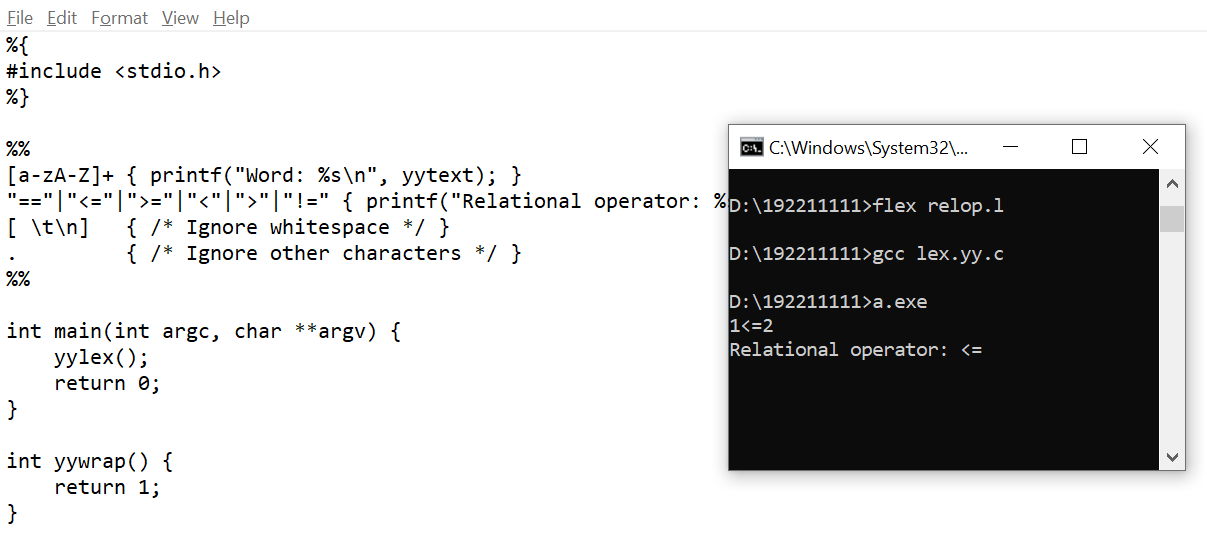 File Edit Format View Help
%{
#include <stdio.h>
%}
%%
[a-zA-Z]+ { printf("Word: %s\n", yytext); }
"=="|"<="|">="|"<"|">"|"!=" { printf("Relational operator: %
[ \t\n]   { /* Ignore whitespace */ }
.         { /* Ignore other characters */ }
%%
int main(int argc, char **argv) {
    yylex();
    return 0;
}
int yywrap() {
    return 1;
}
C:\Windows\System32\...
D:\192211111>flex relop.l
D:\192211111>gcc lex.yy.c
D:\192211111>a.exe
1<=2
Relational operator: <=